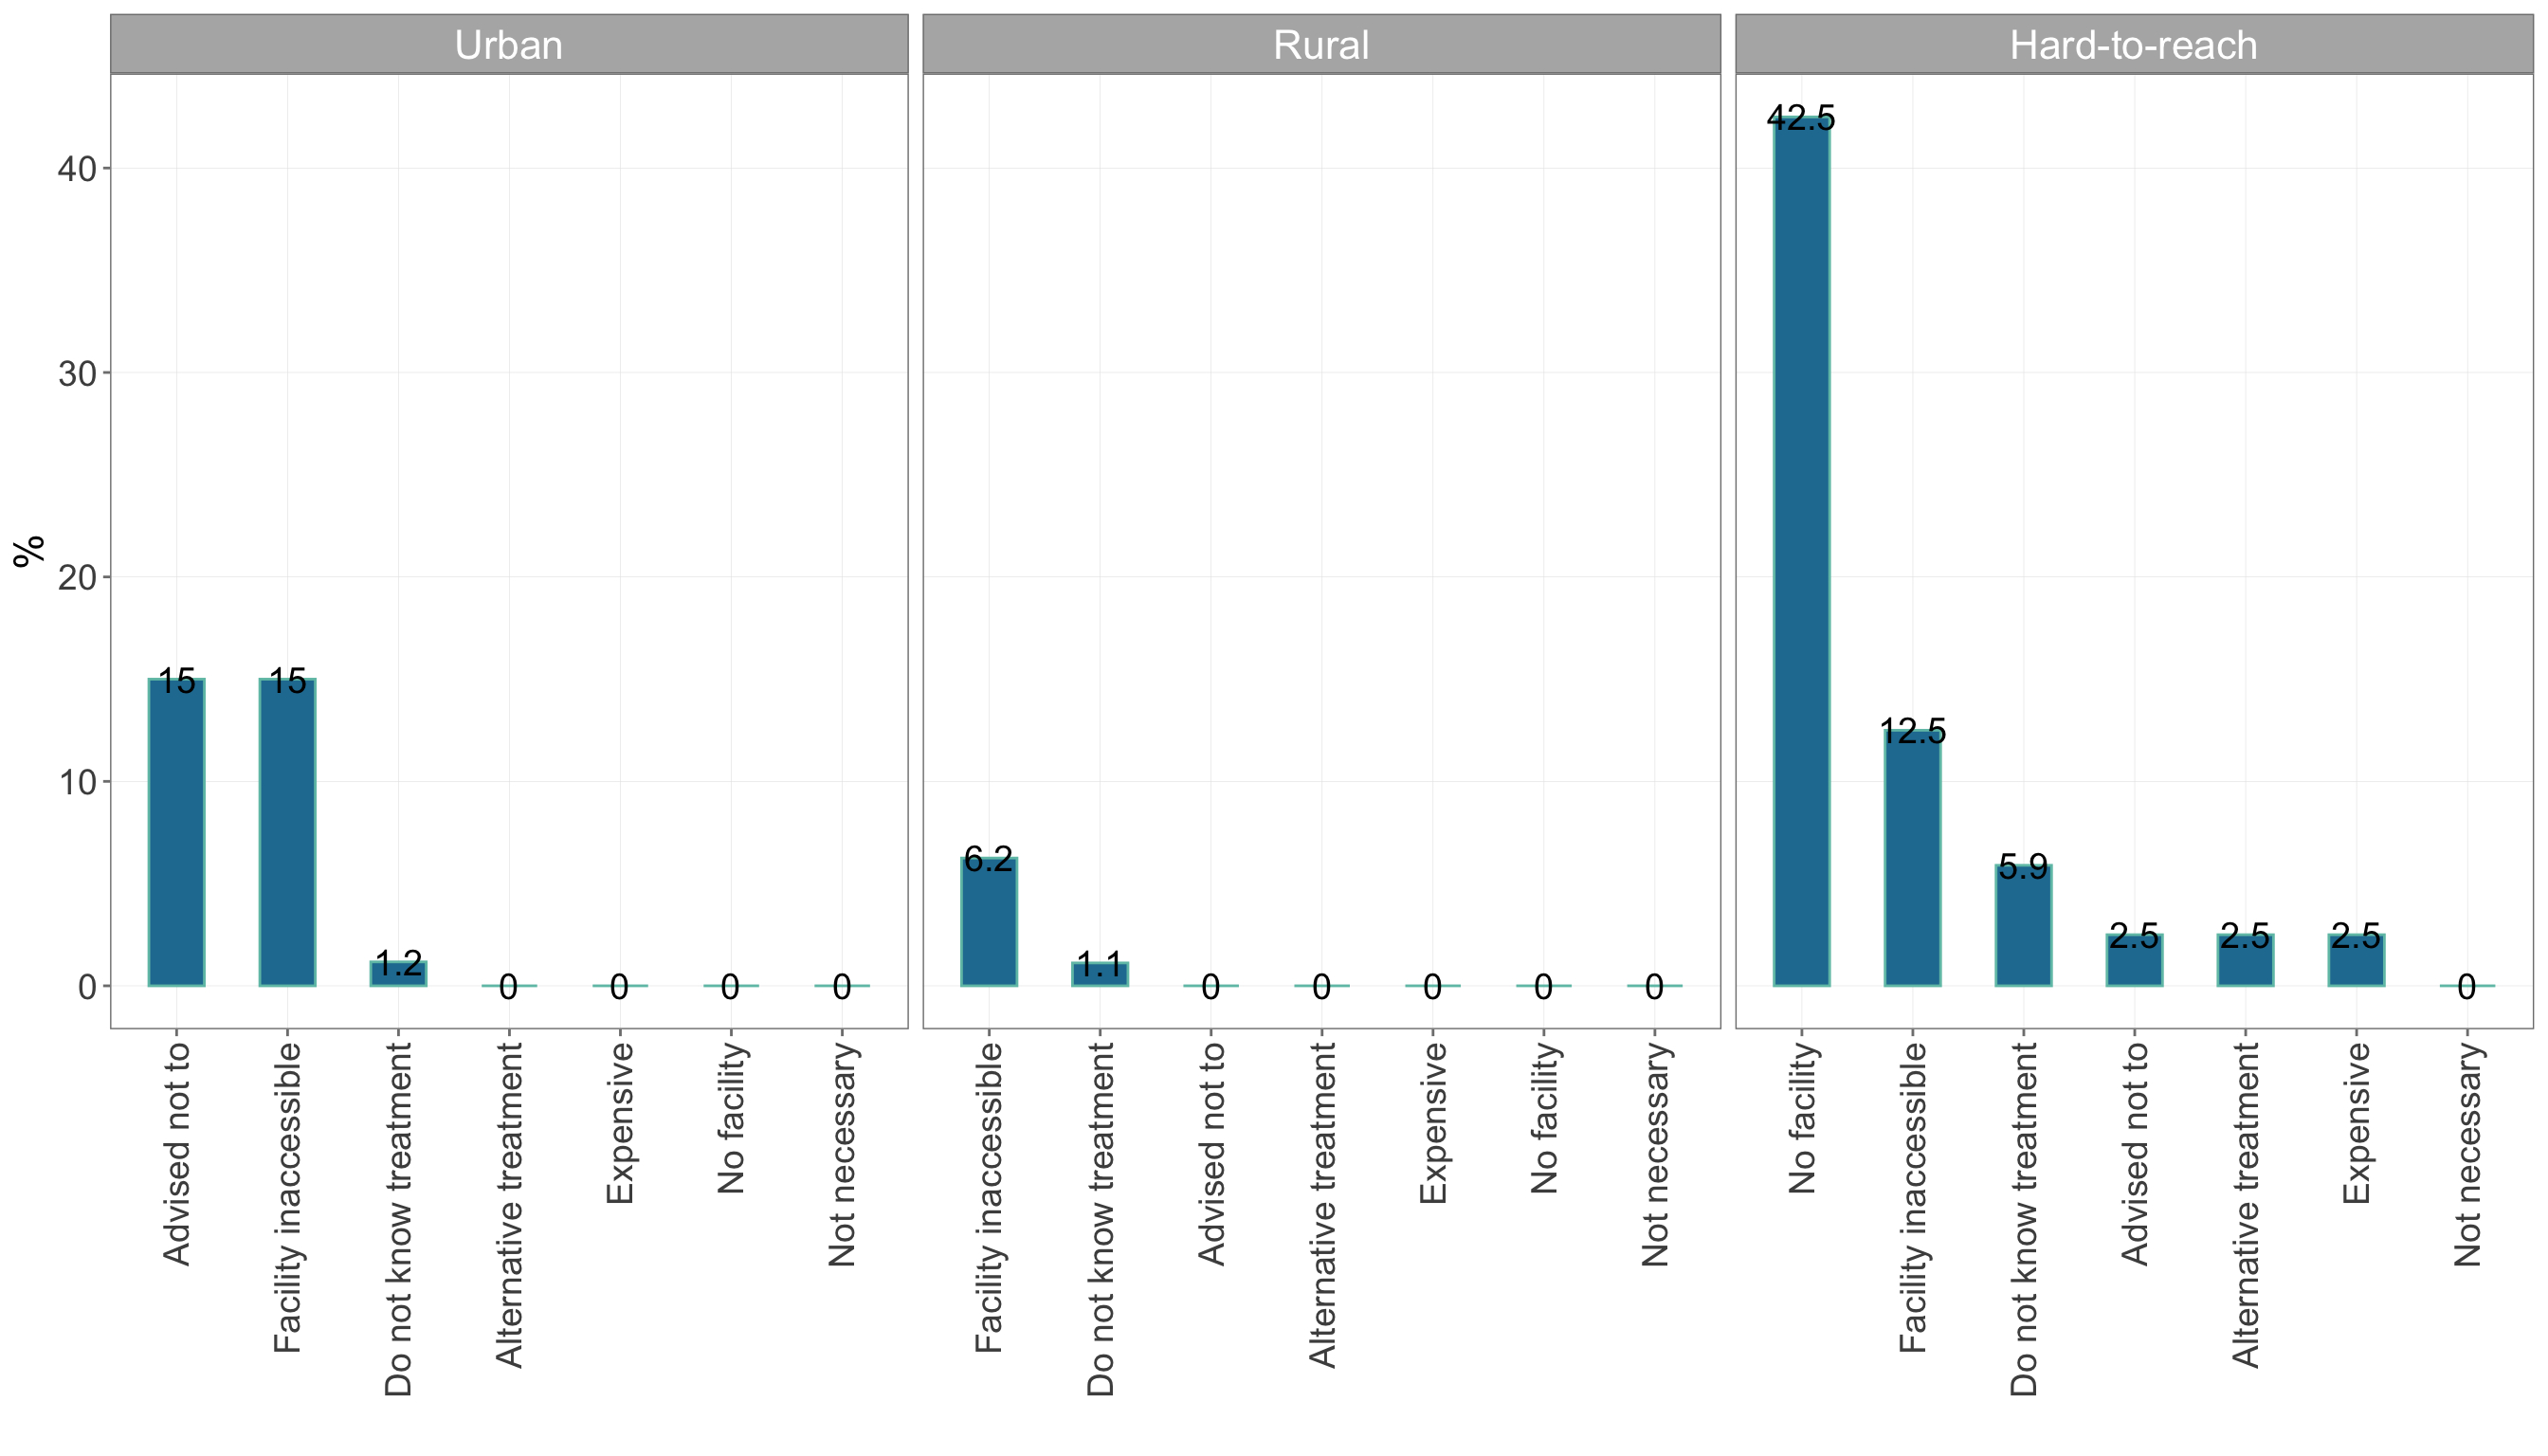 Urban
Rural
Hard-to-reach
%
40
30
20
10
0
15
15
1.2
0
0
0
0
6.2
1.1
0
0
0
0
0
42.5
12.5
5.9
2.5
2.5
2.5
0
Advised not to
Facility inaccessible
Do not know treatment
Alternative treatment
Expensive
No facility
Not necessary
Facility inaccessible
Do not know treatment
Advised not to
Alternative treatment
Expensive
No facility
Not necessary
No facility
Facility inaccessible
Do not know treatment
Advised not to
Alternative treatment
Expensive
Not necessary